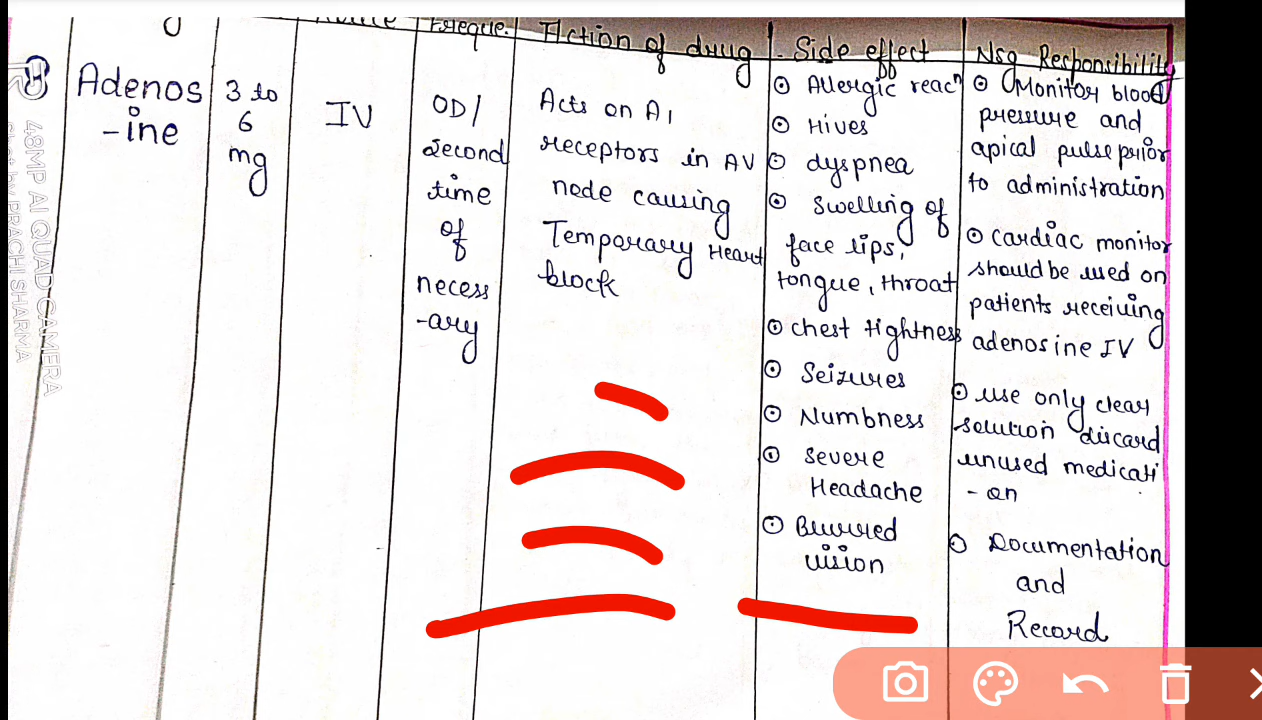 Freque.
Action of drug
Side effect
Nsg Responsibility
4
Adenos
-ine
3 to
6
mg
IV
OD/
second
time
of
necess
-ary
Acts on A1
receptors in AV
node causing
Temporary Heart
block
Allergic reacn
Hives
dyspnea
Swelling of
face lips,
tongue, throat
chest tightness
Seizures
Numbness
severe
Headache
Blurred
vision
Monitor blood
pressure and
apical pulse prior
to administration
Cardiac monitor
should be used on
patients receiving
adenosine IV
use only clear
solution discard
unused medicati
-on
Documentation
and
Record
48MP AI QUAD CAMERA
by PRACHI SHARMA